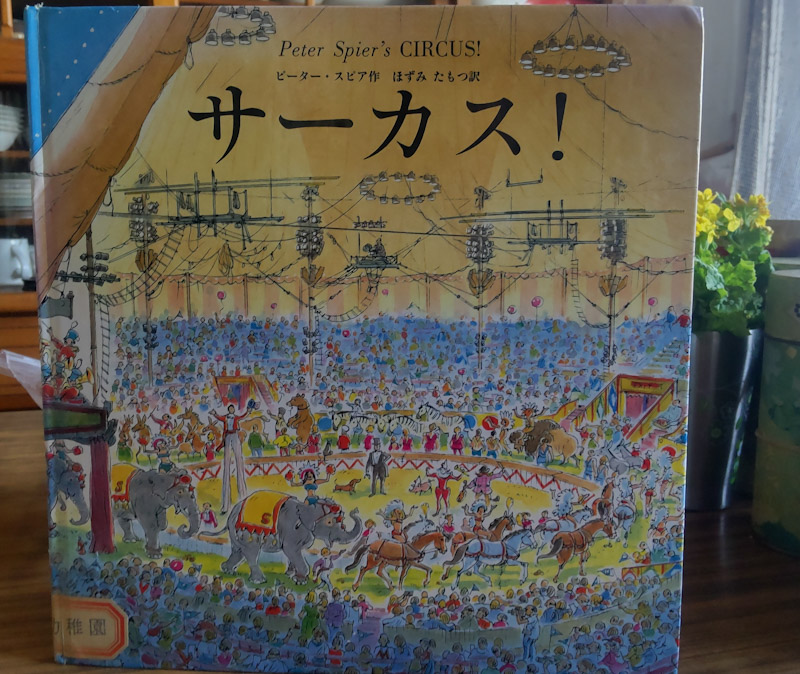 Peter Spier's CIRCUS!
ピーター・スピア作 ほずみ たもつ訳
サーカス!
稚園